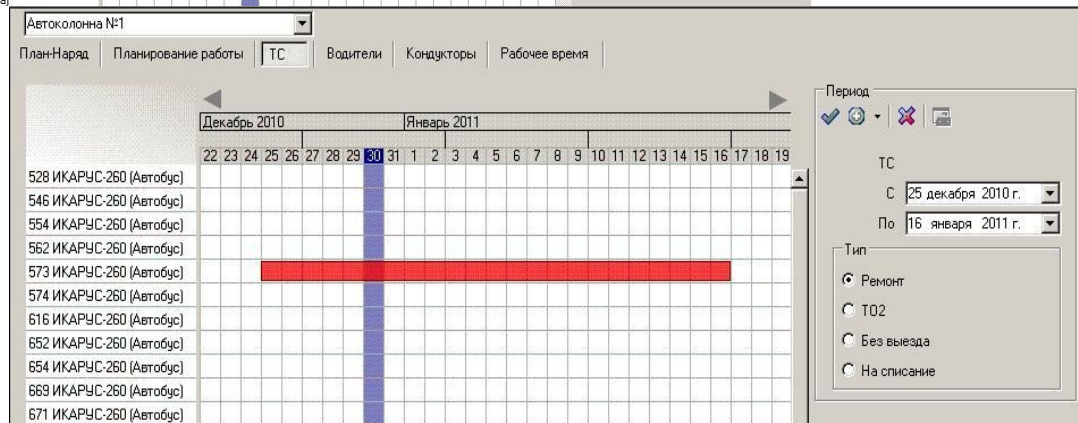 Автоколонна №1
План-Наряд Планирование работы ТС Водители Кондукторы Рабочее время
Декабрь 2010 Январь 2011
22 23 24 25 26 27 28 29 30 31 1 2 3 4 5 6 7 8 9 10 11 12 13 14 15 16 17 18 19
528 ИКАРУС-260 (Автобус)
546 ИКАРУС-260 (Автобус)
554 ИКАРУС-260 (Автобус)
562 ИКАРУС-260 (Автобус)
573 ИКАРУС-260 (Автобус)
574 ИКАРУС-260 (Автобус)
616 ИКАРУС-260 (Автобус)
652 ИКАРУС-260 (Автобус)
654 ИКАРУС-260 (Автобус)
669 ИКАРУС-260 (Автобус)
671 ИКАРУС-260 (Автобус)
Период
ТС
С 25 декабря 2010 г.
По 16 января 2011 г.
Тип
Ремонт
ТО2
Без выезда
На списание